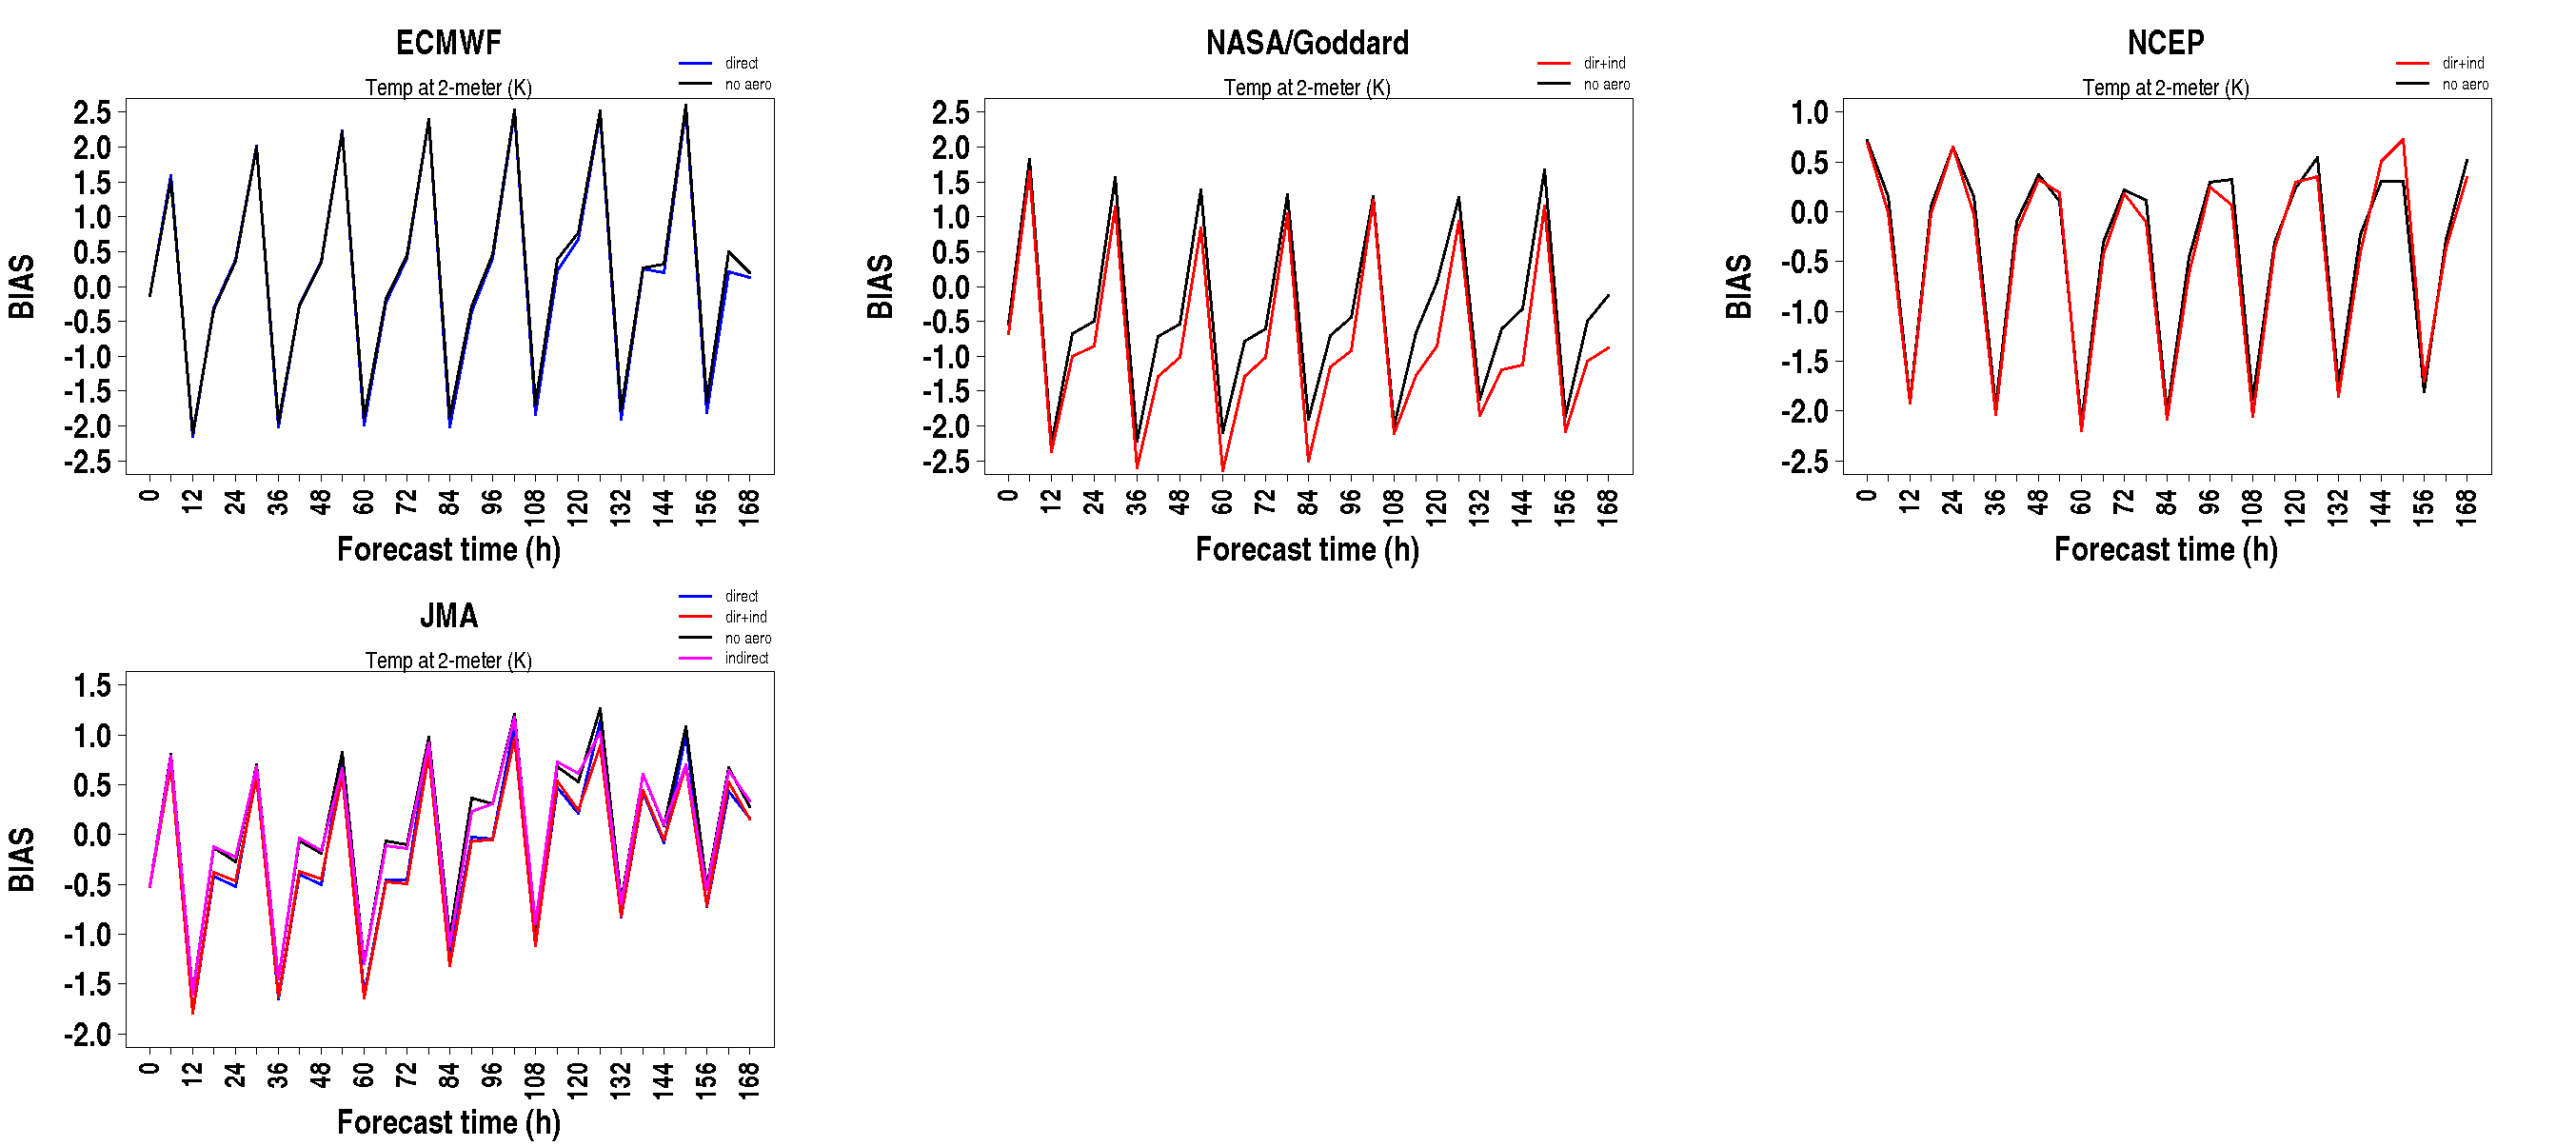 ECMWF
direct
no aero
Temp at 2-meter (K)
2.5
2.0
1.5
1.0
0.5
0.0
-0.5
-1.0
-1.5
-2.0
-2.5
BIAS
0 12 24 36 48 60 72 84 96 108 120 132 144 156 168
Forecast time (h)
NASA/Goddard
dir+ind
no aero
Temp at 2-meter (K)
2.5
2.0
1.5
1.0
0.5
0.0
-0.5
-1.0
-1.5
-2.0
-2.5
BIAS
0 12 24 36 48 60 72 84 96 108 120 132 144 156 168
Forecast time (h)
NCEP
dir+ind
no aero
Temp at 2-meter (K)
1.0
0.5
0.0
-0.5
-1.0
-1.5
-2.0
-2.5
BIAS
0 12 24 36 48 60 72 84 96 108 120 132 144 156 168
Forecast time (h)
JMA
direct
dir+ind
no aero
indirect
Temp at 2-meter (K)
1.5
1.0
0.5
0.0
-0.5
-1.0
-1.5
-2.0
BIAS
0 12 24 36 48 60 72 84 96 108 120 132 144 156 168
Forecast time (h)